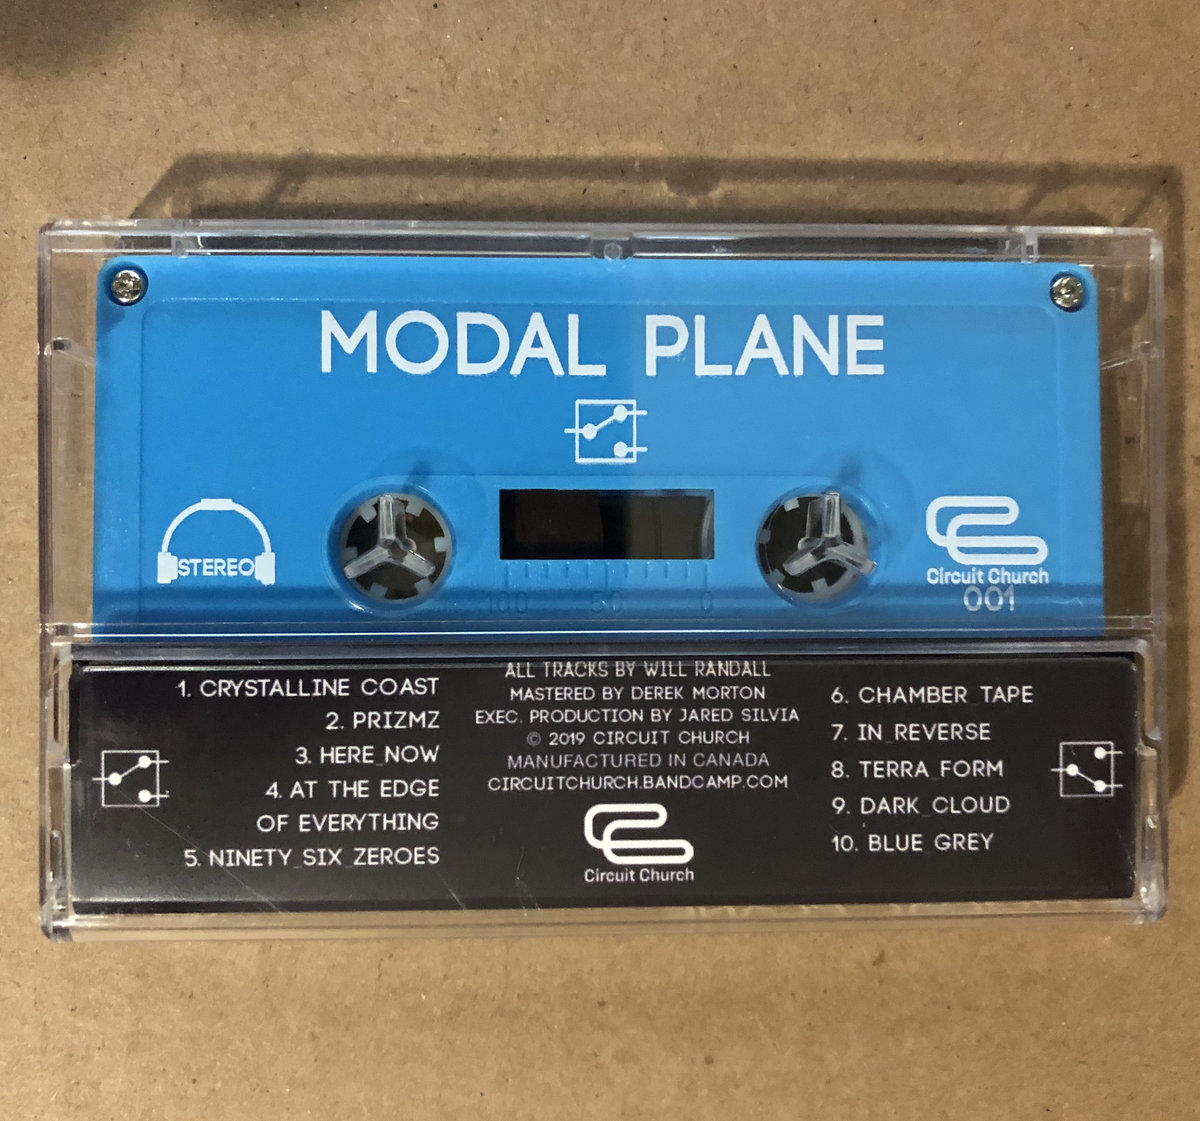 MODAL PLANE
STEREO
Circuit Church
001
100 50 0
1. CRYSTALLINE COAST
2. PRIZMZ
3. HERE_NOW
4. AT THE EDGE
OF EVERYTHING
5. NINETY_SIX_ZEROES
ALL TRACKS BY WILL RANDALL
MASTERED BY DEREK MORTON
EXEC. PRODUCTION BY JARED SILVIA
© 2019 CIRCUIT CHURCH
MANUFACTURED IN CANADA
CIRCUITCHURCH.BANDCAMP.COM
Circuit Church
6. CHAMBER_TAPE
7. IN_REVERSE
8. TERRA_FORM
9. DARK_CLOUD
10. BLUE_GREY